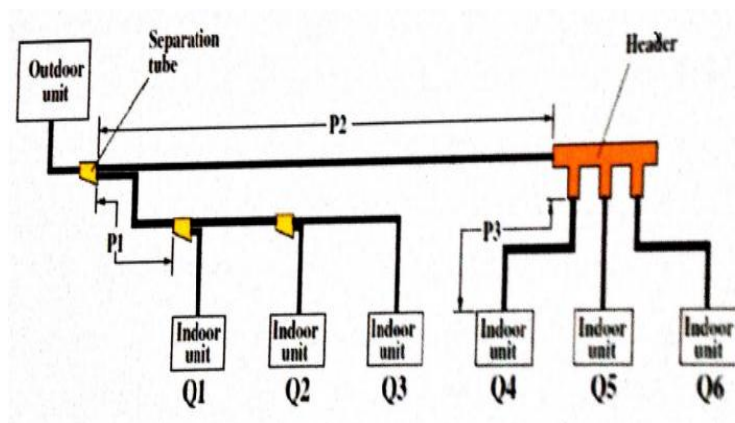 Separation
tube
Header
Outdoor
unit
P2
P1
P3
Indoor
unit
Indoor
unit
Indoor
unit
Indoor
unit
Indoor
unit
Indoor
unit
Q1
Q2
Q3
Q4
Q5
Q6